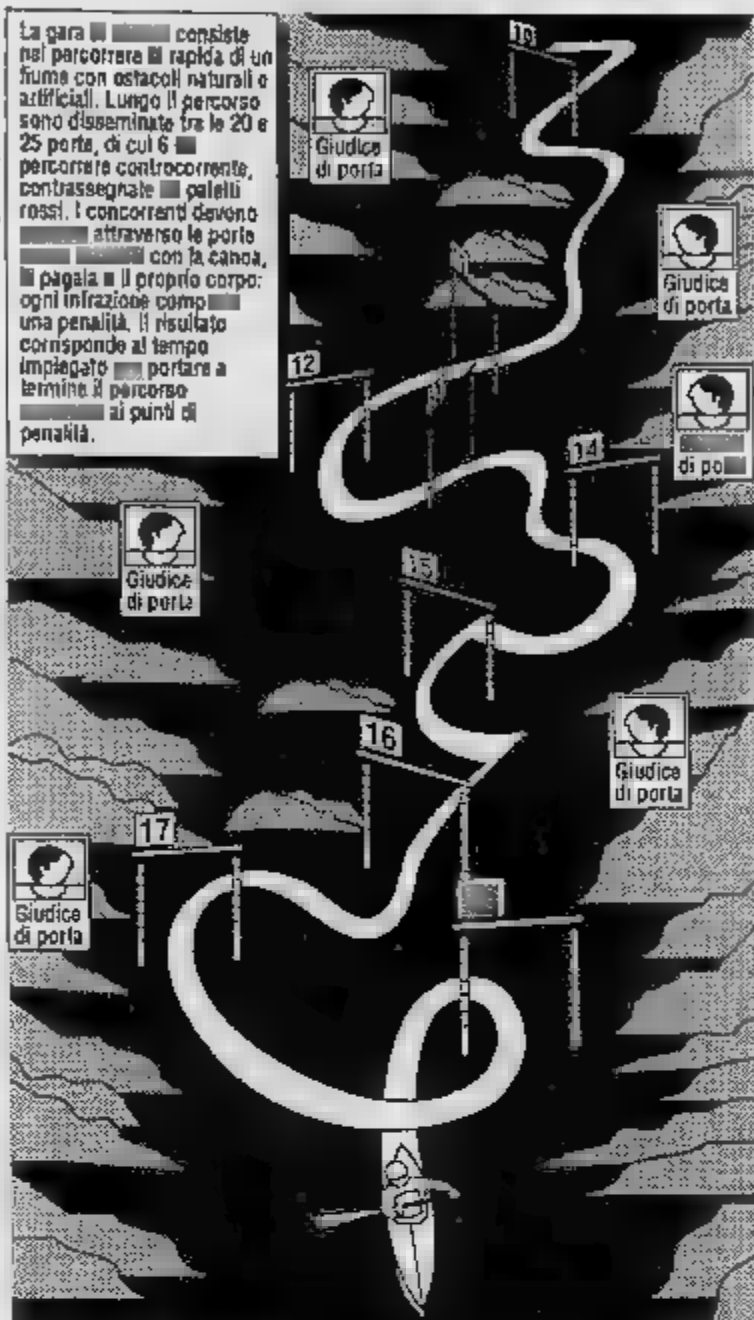 La gara consiste
nel percorrere rapida di un
fiume con ostacoli naturali e
artificiali. Lungo il percorso
sono disseminate tra le 20 e
25 porte, di cui 6
percorrere controcorrente,
contrassegnate paletti
rossi. I concorrenti devono
attraverso le porte
con la canoa,
pagaia il proprio corpo:
ogni infrazione
una penalità. Il risultato
corrisponde al tempo
impiegato portare a
termine il percorso
ai punti di
penalità.
10
Giudice
di porta
Giudice
di porta
12
di
14
Giudice
di porta
15
Giudice
di porta
16
17
Giudice
di porta